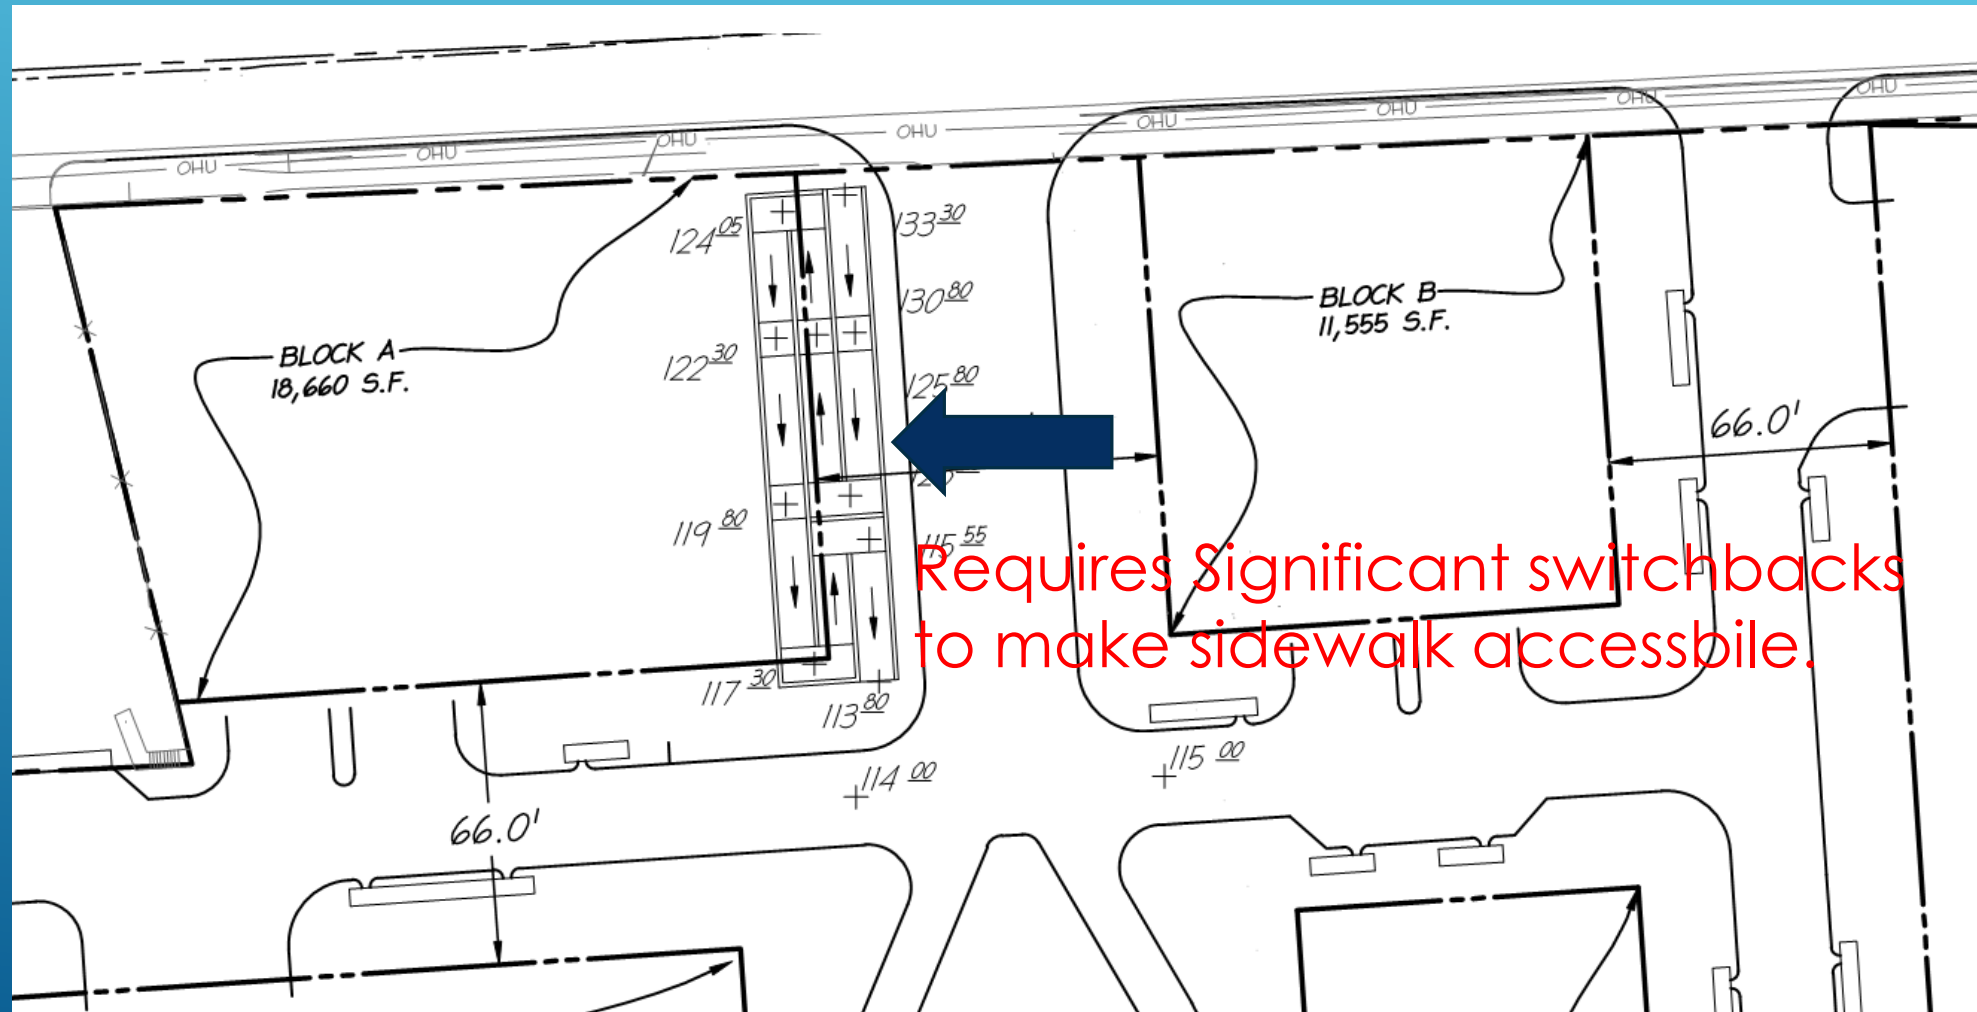 OHU
OHU
OHU
OHU
OHU
OHU
OHU
OHU
124 05
133 30
130 80
BLOCK A
18,660 S.F.
BLOCK B
11,555 S.F.
122 30
125 80
66.0'
119 80
115 55
Requires Significant switchbacks
to make sidewalk accessbile.
117 30
113 80
114 00
115 00
66.0'